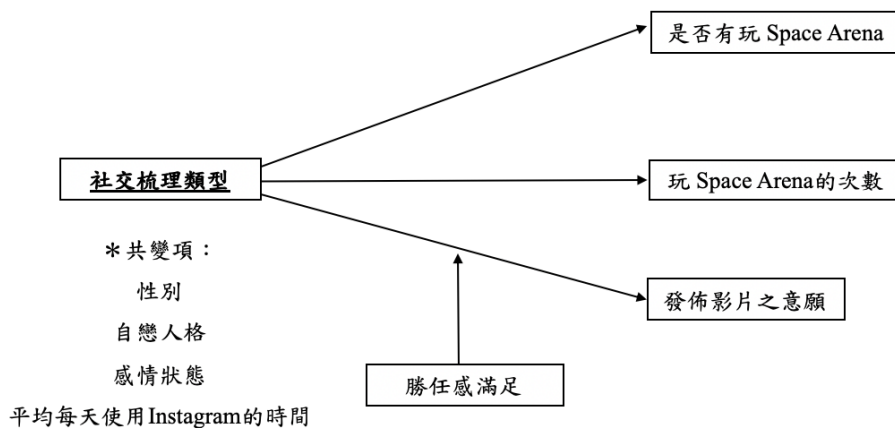 是否有玩 Space Arena
社交梳理類型
玩 Space Arena的次數
＊共變項：
性別
自戀人格
感情狀態
平均每天使用Instagram的時間
發佈影片之意願
勝任感滿足